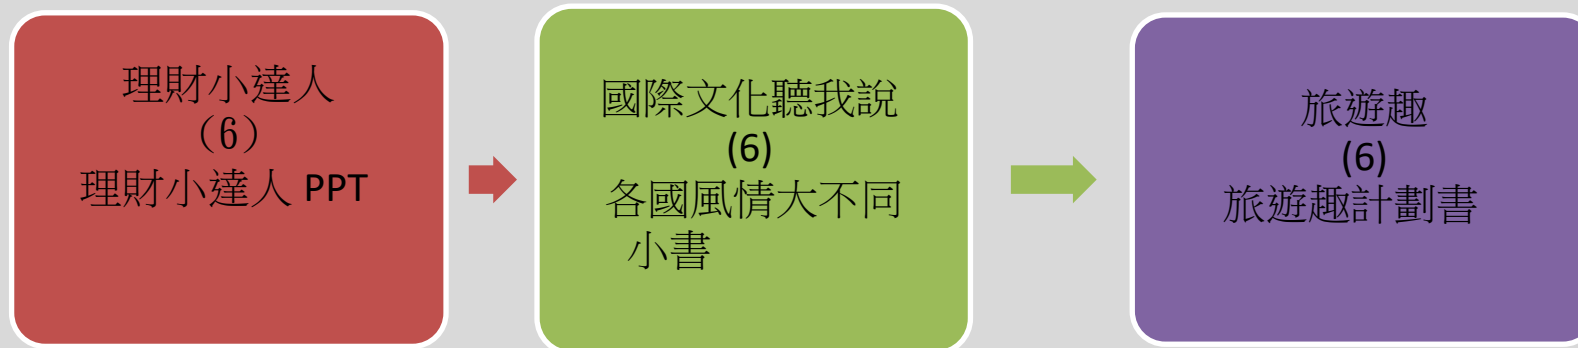 理財小達人
（6）
理財小達人 PPT
國際文化聽我說
(6)
各國風情大不同
小書
旅遊趣
(6)
旅遊趣計劃書